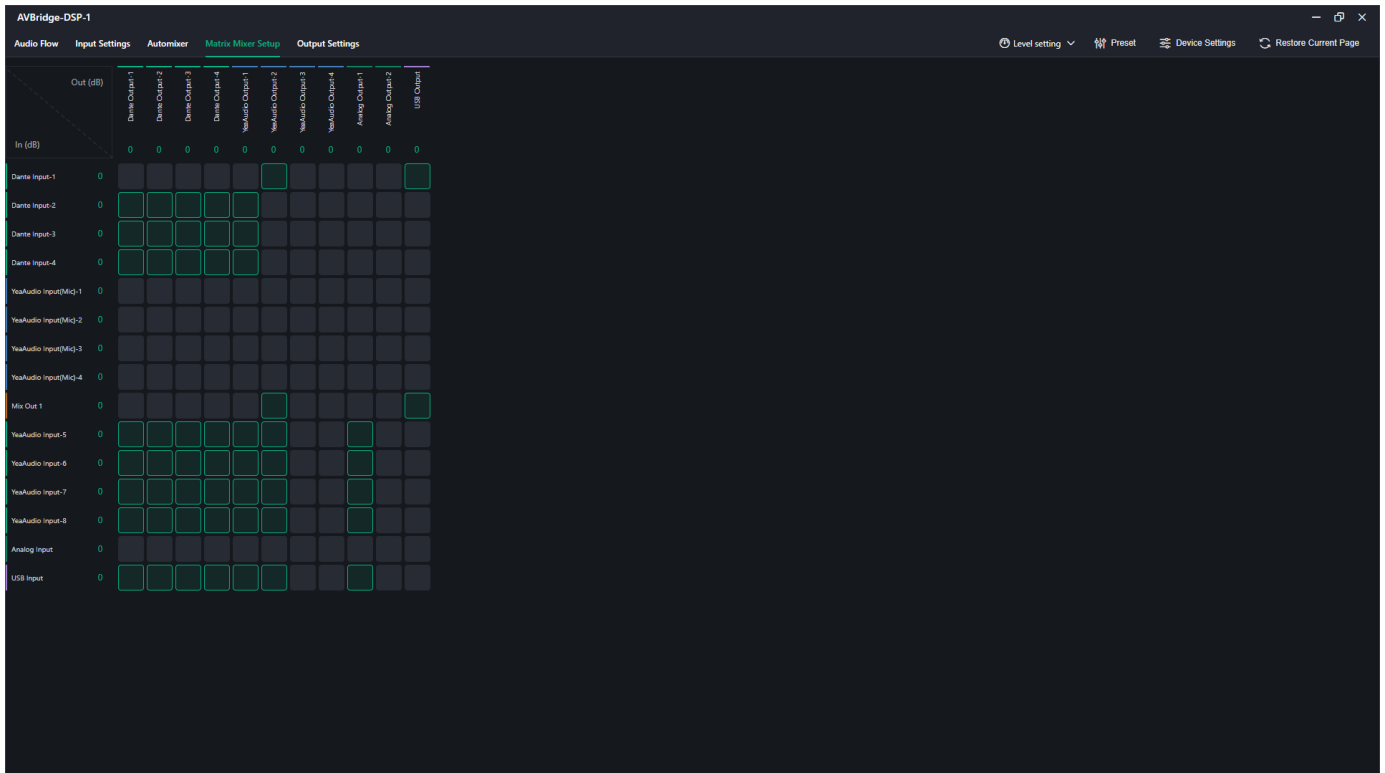 AVBridge-DSP-1
Audio Flow Input Settings Automixer Matrix Mixer Setup Output Settings Level setting Preset Device Settings Restore Current Page
Out (dB)
In (dB)
Dante Output-1
Dante Output-2
Dante Output-3
Dante Output-4
YeaAudio Output-1
YeaAudio Output-2
YeaAudio Output-3
YeaAudio Output-4
Analog Output-1
Analog Output-2
USB Output
0 0 0 0 0 0 0 0 0 0 0
Dante Input-1 0
Dante Input-2 0
Dante Input-3 0
Dante Input-4 0
YeaAudio Input(Mic)-1 0
YeaAudio Input(Mic)-2 0
YeaAudio Input(Mic)-3 0
YeaAudio Input(Mic)-4 0
Mix Out 1 0
YeaAudio Input-5 0
YeaAudio Input-6 0
YeaAudio Input-7 0
YeaAudio Input-8 0
Analog Input 0
USB Input 0